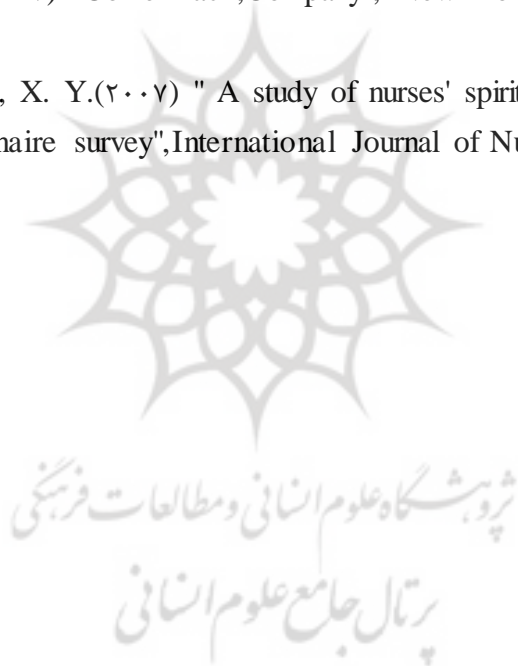 , X. Y.(۲۰۰۷) " A study of nurses' spirit
naire survey",International Journal of Nu
پژوهشگاه علوم انسانی و مطالعات فرهنگی
پرتال جامع علوم انسانی